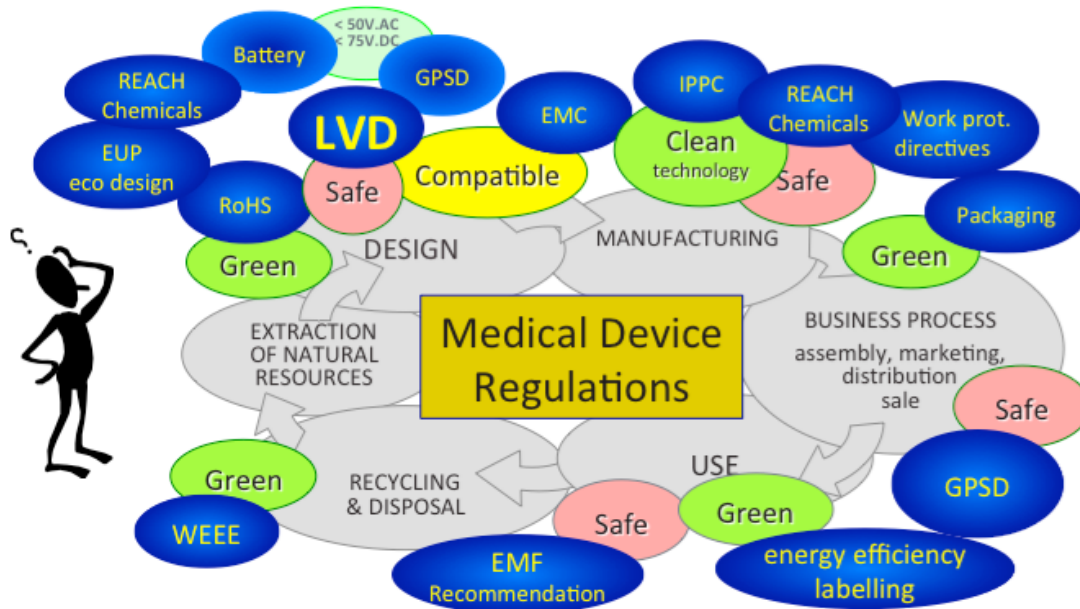 < 50V.AC
< 75V.DC
Battery
GPSD
REACH
Chemicals
LVD
EMC
IPPC
REACH
Chemicals
Work prot.
directives
EUP
eco design
RoHS
Safe
Compatible
Clean
technology
Safe
Packaging
Green
DESIGN
MANUFACTURING
Green
EXTRACTION
OF NATURAL
RESOURCES
Medical Device
Regulations
BUSINESS PROCESS
assembly, marketing,
distribution
sale
Safe
Green
RECYCLING
& DISPOSAL
USE
GPSD
WEEE
Safe
Green
EMF
Recommendation
energy efficiency
labelling